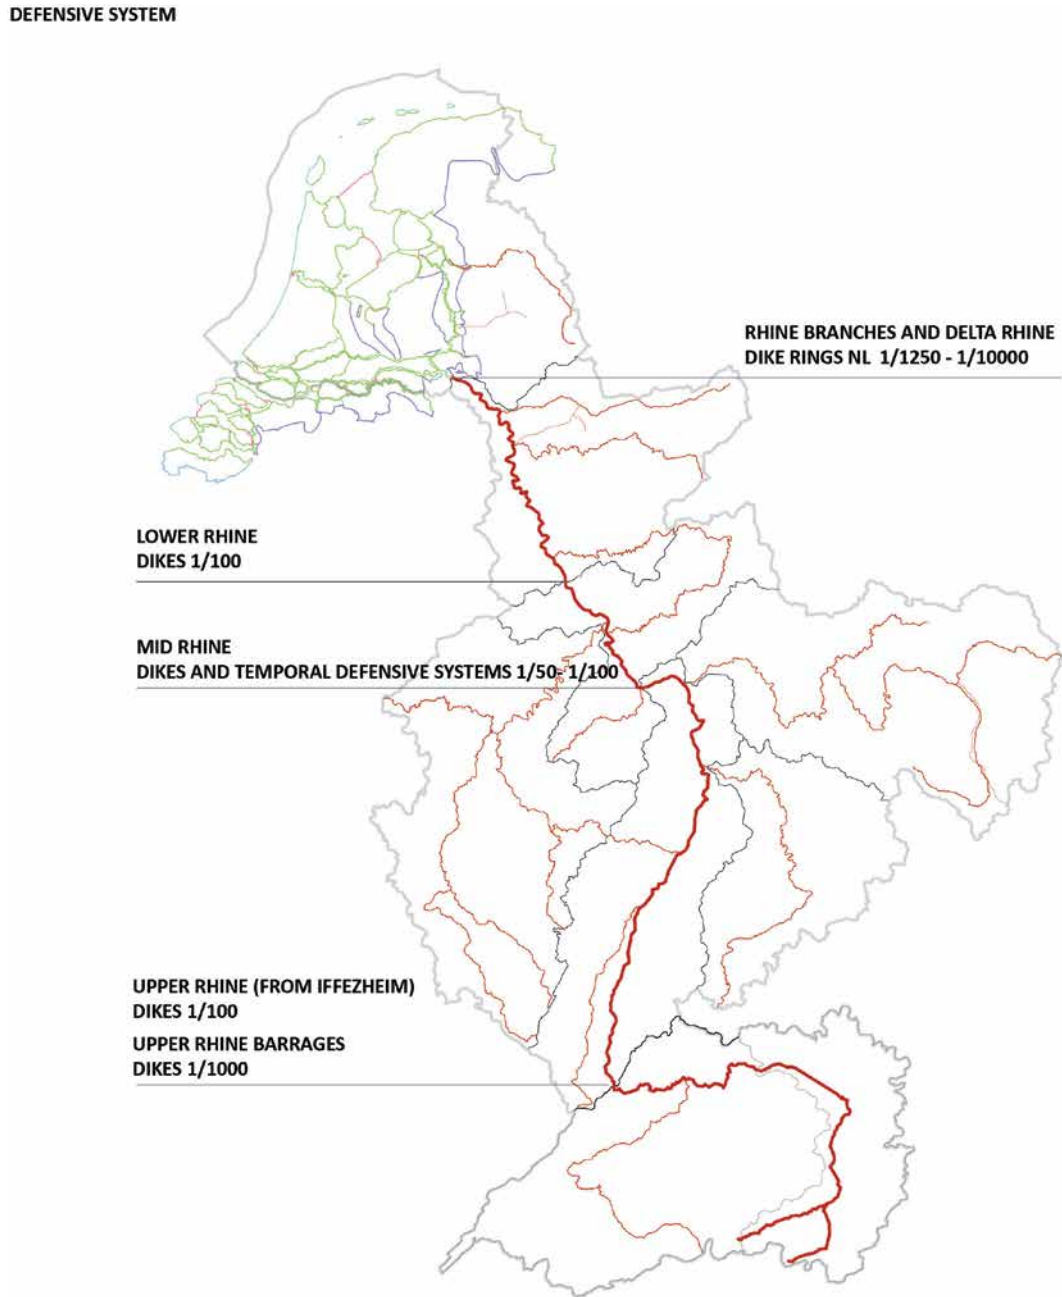 DEFENSIVE SYSTEM
RHINE BRANCHES AND DELTA RHINE
DIKE RINGS NL 1/1250 - 1/10000
LOWER RHINE
DIKES 1/100
MID RHINE
DIKES AND TEMPORAL DEFENSIVE SYSTEMS 1/50- 1/100
UPPER RHINE (FROM IFFEZHEIM)
DIKES 1/100
UPPER RHINE BARRAGES
DIKES 1/1000